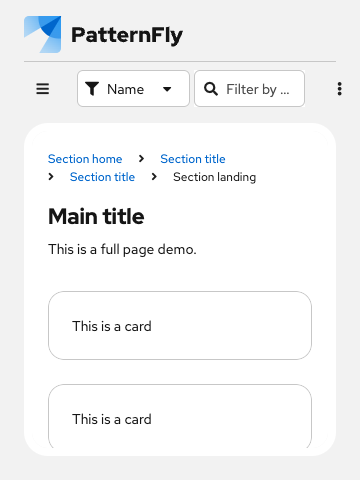 PatternFly
Name
Filter by ...
Section home
Section title
Section title
Section landing
Main title
This is a full page demo.
This is a card
This is a card